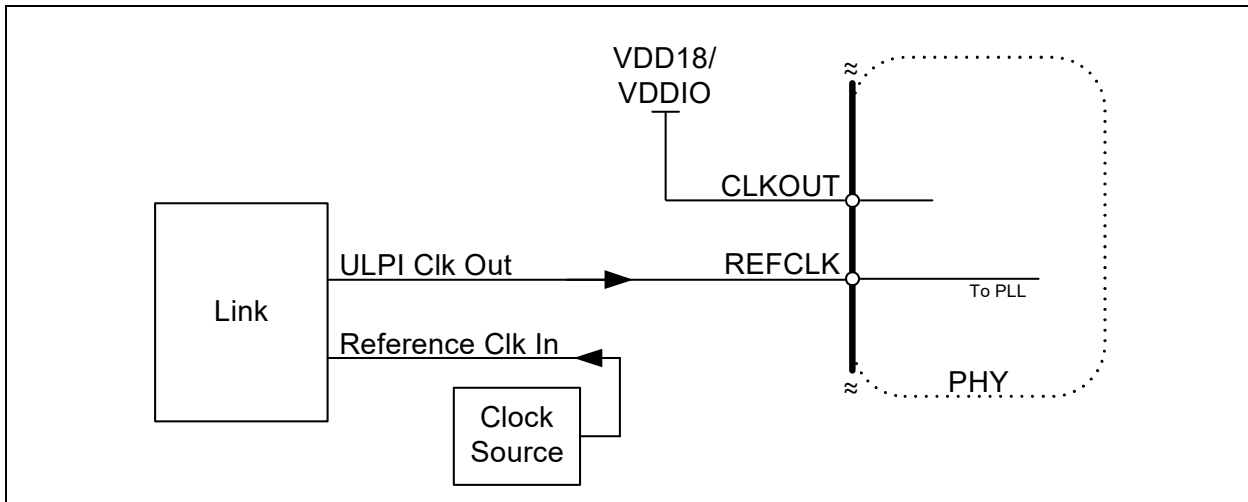 VDD18/
VDDIO
≈
CLKOUT
ULPI Clk Out
REFCLK
To PLL
Link
Reference Clk In
PHY
≈
Clock
Source